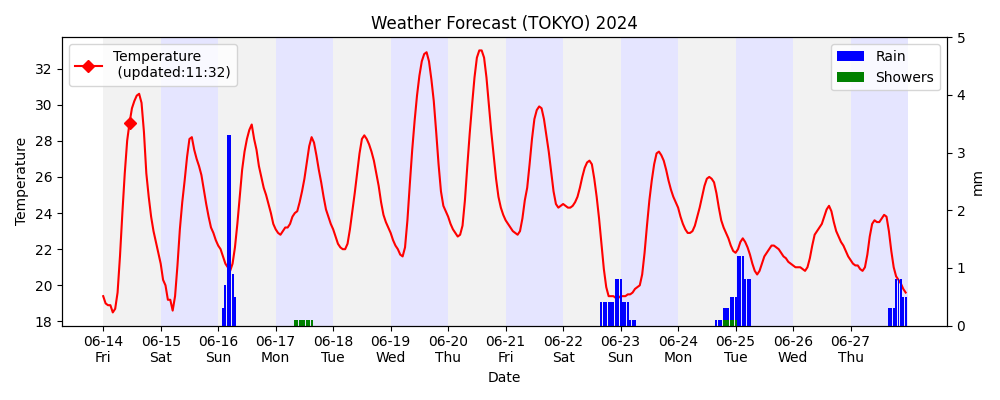 Weather Forecast (TOKYO) 2024
Temperature
(updated:11:32)
Rain
Showers
Temperature
32
30
28
26
24
22
20
18
5
4
3
2
1
0
mm
06-14 06-15 06-16 06-17 06-18 06-19 06-20 06-21 06-22 06-23 06-24 06-25 06-26 06-27
Fri Sat Sun Mon Tue Wed Thu Fri Sat Sun Mon Tue Wed Thu
Date